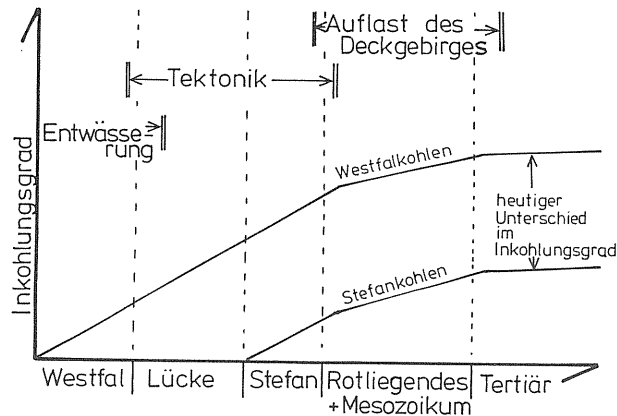 Auflast des
Deckgebirges
Tektonik
Entwässe-
rung
Inkohlungsgrad
Westfalkohlen
heutiger
Unterschied
im
Inkohlungsgrad
Stefankohlen
Westfal
Lücke
Stefan
Rotliegendes
+Mesozoikum
Tertiär